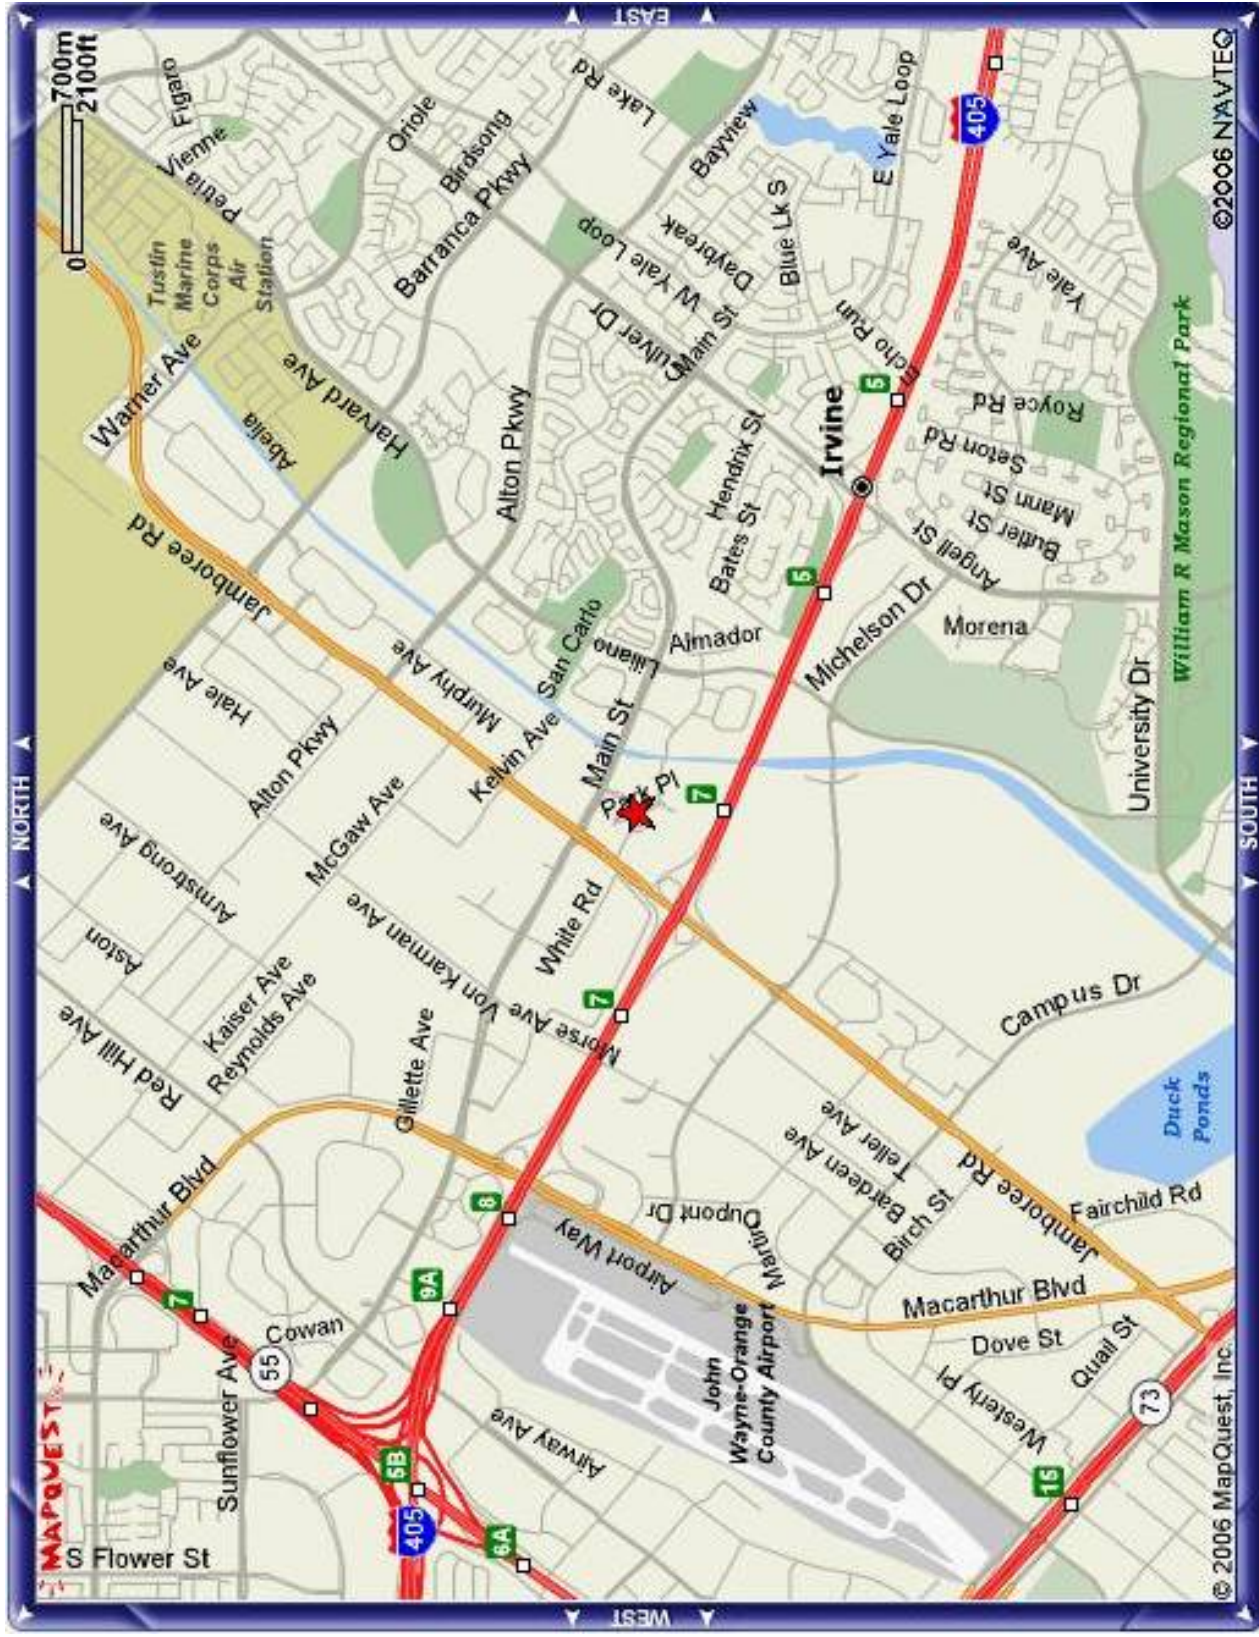 NORTH
MAPQUEST
S Flower St
Sunflower Ave
Macarthur Blvd
7
Cowan
55
Red Hill Ave
Aston
Armstrong Ave
Kaiser Ave
Reynolds Ave
Hale Ave
Alton Pkwy
McGaw Ave
Warner Ave
Jamboree Rd
Abelia
Tustin
Marine
Corps
Air
Station
Figaro
Vienne
Petria
0
700m
2100ft
Harvard Ave
Oriole
Birdsong
Barranca Pkwy
405
5B
6A
9A
8
Gillette Ave
Von Karman Ave
Morse Ave
Murphy Ave
Kelvin Ave
Alton Pkwy
San Carlo
Main St
Liliano
White Rd
Park Pl
7
7
WEST
EAST
Airway Ave
Airport Way
Dupont Dr
Martin
John
Wayne-Orange
County Airport
Almador
Bates St
Hendrix St
Culver Dr
Main St
W Yale Loop
Daybreak
Lake Rd
Bayview
Blue Lk S
E Yale Loop
Rncho Run
5
5
Irvine
405
Michelson Dr
Angell St
Butler St
Mann St
Seton Rd
Royce Rd
Yale Ave
Morena
Teller Ave
Bardeen Ave
Birch St
Jamboree Rd
Campus Dr
Macarthur Blvd
Fairchild Rd
Dove St
Westerly Pl
Quail St
15
73
Duck
Ponds
University Dr
William R Mason Regional Park
© 2006 MapQuest, Inc.
©2006 NAVTEQ
SOUTH